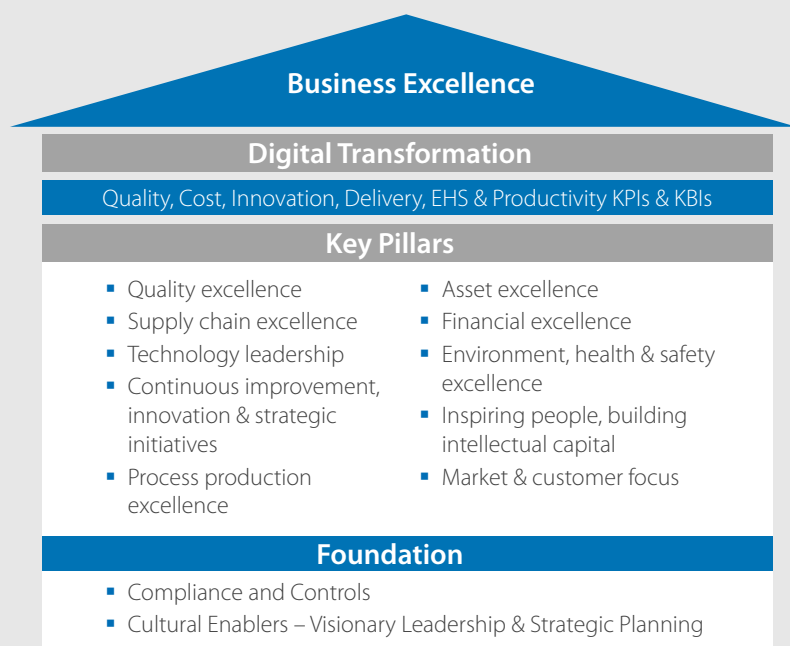 Business Excellence
Digital Transformation
Quality, Cost, Innovation, Delivery, EHS & Productivity KPIs & KBIs
Key Pillars
▪ Quality excellence
▪ Supply chain excellence
▪ Technology leadership
▪ Continuous improvement,
innovation & strategic
initiatives
▪ Process production
excellence
▪ Asset excellence
▪ Financial excellence
▪ Environment, health & safety
excellence
▪ Inspiring people, building
intellectual capital
▪ Market & customer focus
Foundation
▪ Compliance and Controls
▪ Cultural Enablers – Visionary Leadership & Strategic Planning